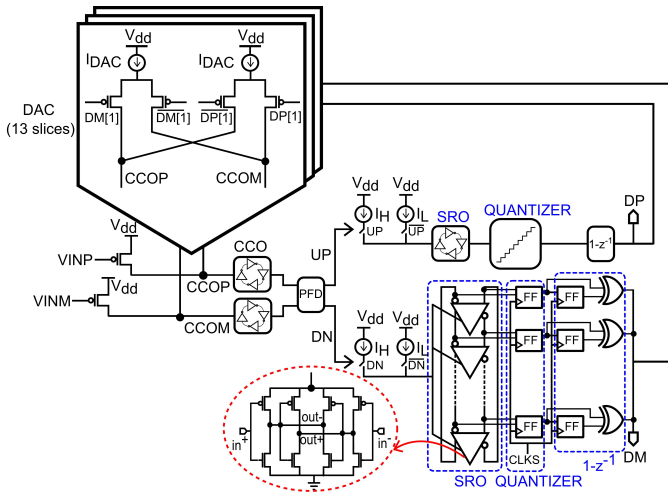 Vdd Vdd
IDAC IDAC
DAC
(13 slices)
DM[1] DM[1] DP[1] DP[1]
CCOP CCOM
Vdd Vdd
IH IL
UP UP
SRO QUANTIZER
DP
1-z-1
Vdd
VINP
CCO
UP
CCOP
Vdd
VINM
PFD
CCOM
DN
Vdd Vdd
IH IL
DN DN
FF FF
FF FF
FF FF
out-
out+
in+ in-
CLKS
DM
SRO QUANTIZER 1-z-1